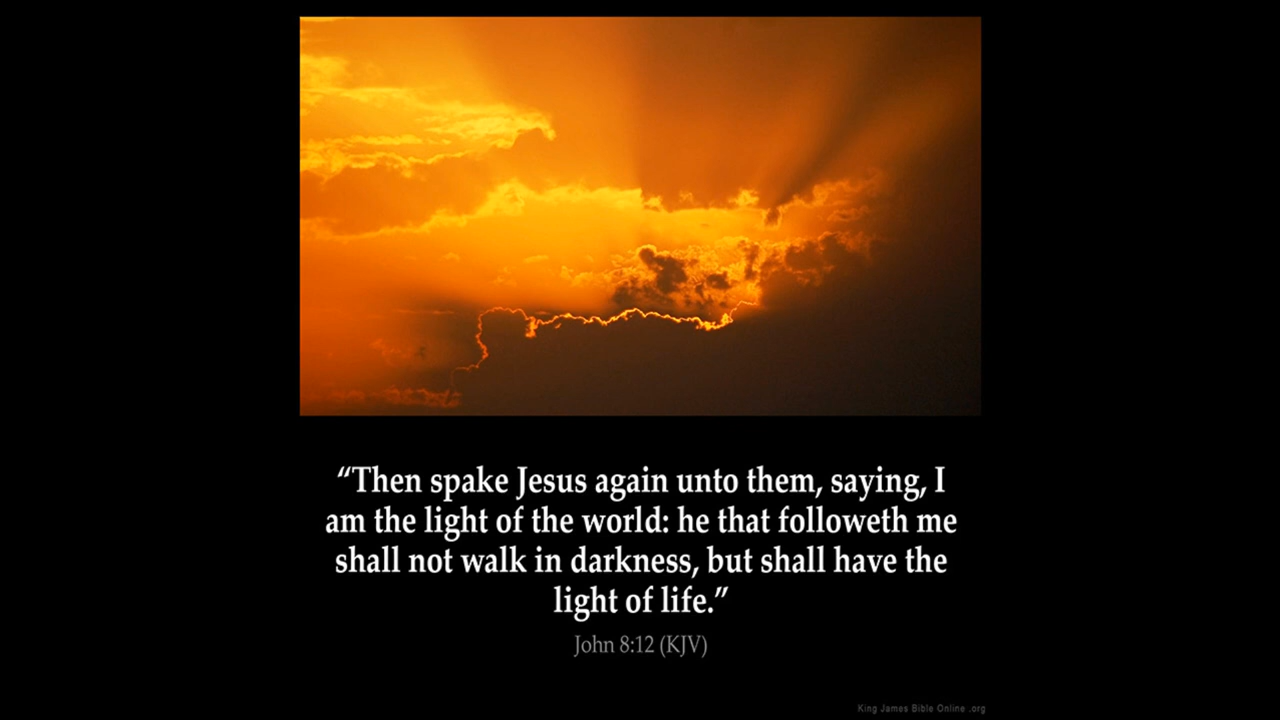 “Then spake Jesus again unto them, saying, I
am the light of the world: he that followeth me
shall not walk in darkness, but shall have the
light of life.”
John 8:12 (KJV)
King James Bible Online .org